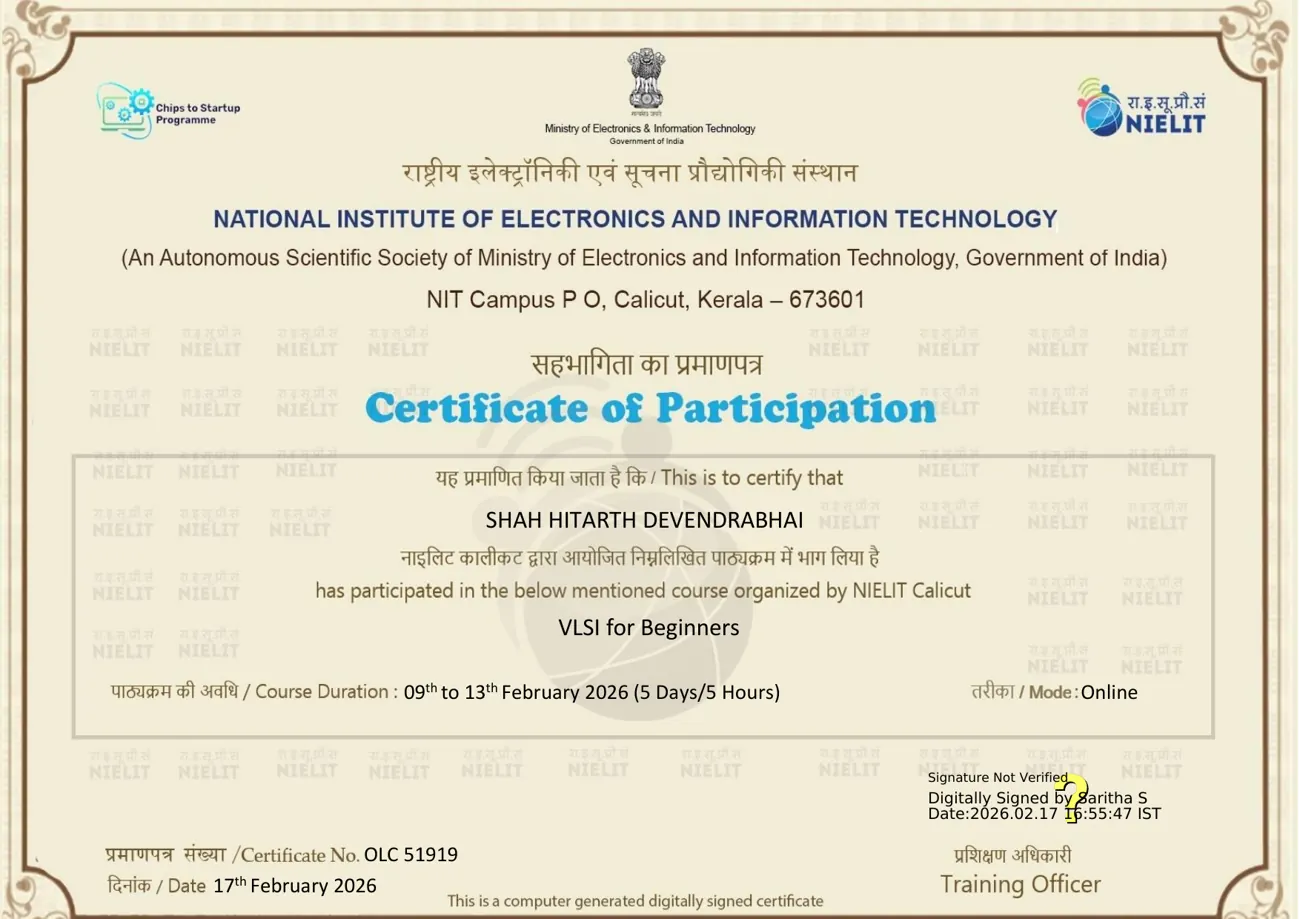 Chips to Startup
Programme
सत्यमेव जयते
Ministry of Electronics & Information Technology
Government of India
रा.इ.सू.प्रौ.सं
NIELIT
राष्ट्रीय इलेक्ट्रॉनिकी एवं सूचना प्रौद्योगिकी संस्थान
NATIONAL INSTITUTE OF ELECTRONICS AND INFORMATION TECHNOLOGY
(An Autonomous Scientific Society of Ministry of Electronics and Information Technology, Government of India)
NIT Campus P O, Calicut, Kerala – 673601
सहभागिता का प्रमाणपत्र
Certificate of Participation
यह प्रमाणित किया जाता है कि / This is to certify that
SHAH HITARTH DEVENDRABHAI
नाइलिट कालीकट द्वारा आयोजित निम्नलिखित पाठ्यक्रम में भाग लिया है
has participated in the below mentioned course organized by NIELIT Calicut
VLSI for Beginners
पाठ्यक्रम की अवधि / Course Duration : 09th to 13th February 2026 (5 Days/5 Hours) तरीका / Mode : Online
Signature Not Verified
Digitally Signed by Saritha S
Date:2026.02.17 16:55:47 IST
प्रमाणपत्र संख्या /Certificate No. OLC 51919
दिनांक / Date 17th February 2026
प्रशिक्षण अधिकारी
Training Officer
This is a computer generated digitally signed certificate